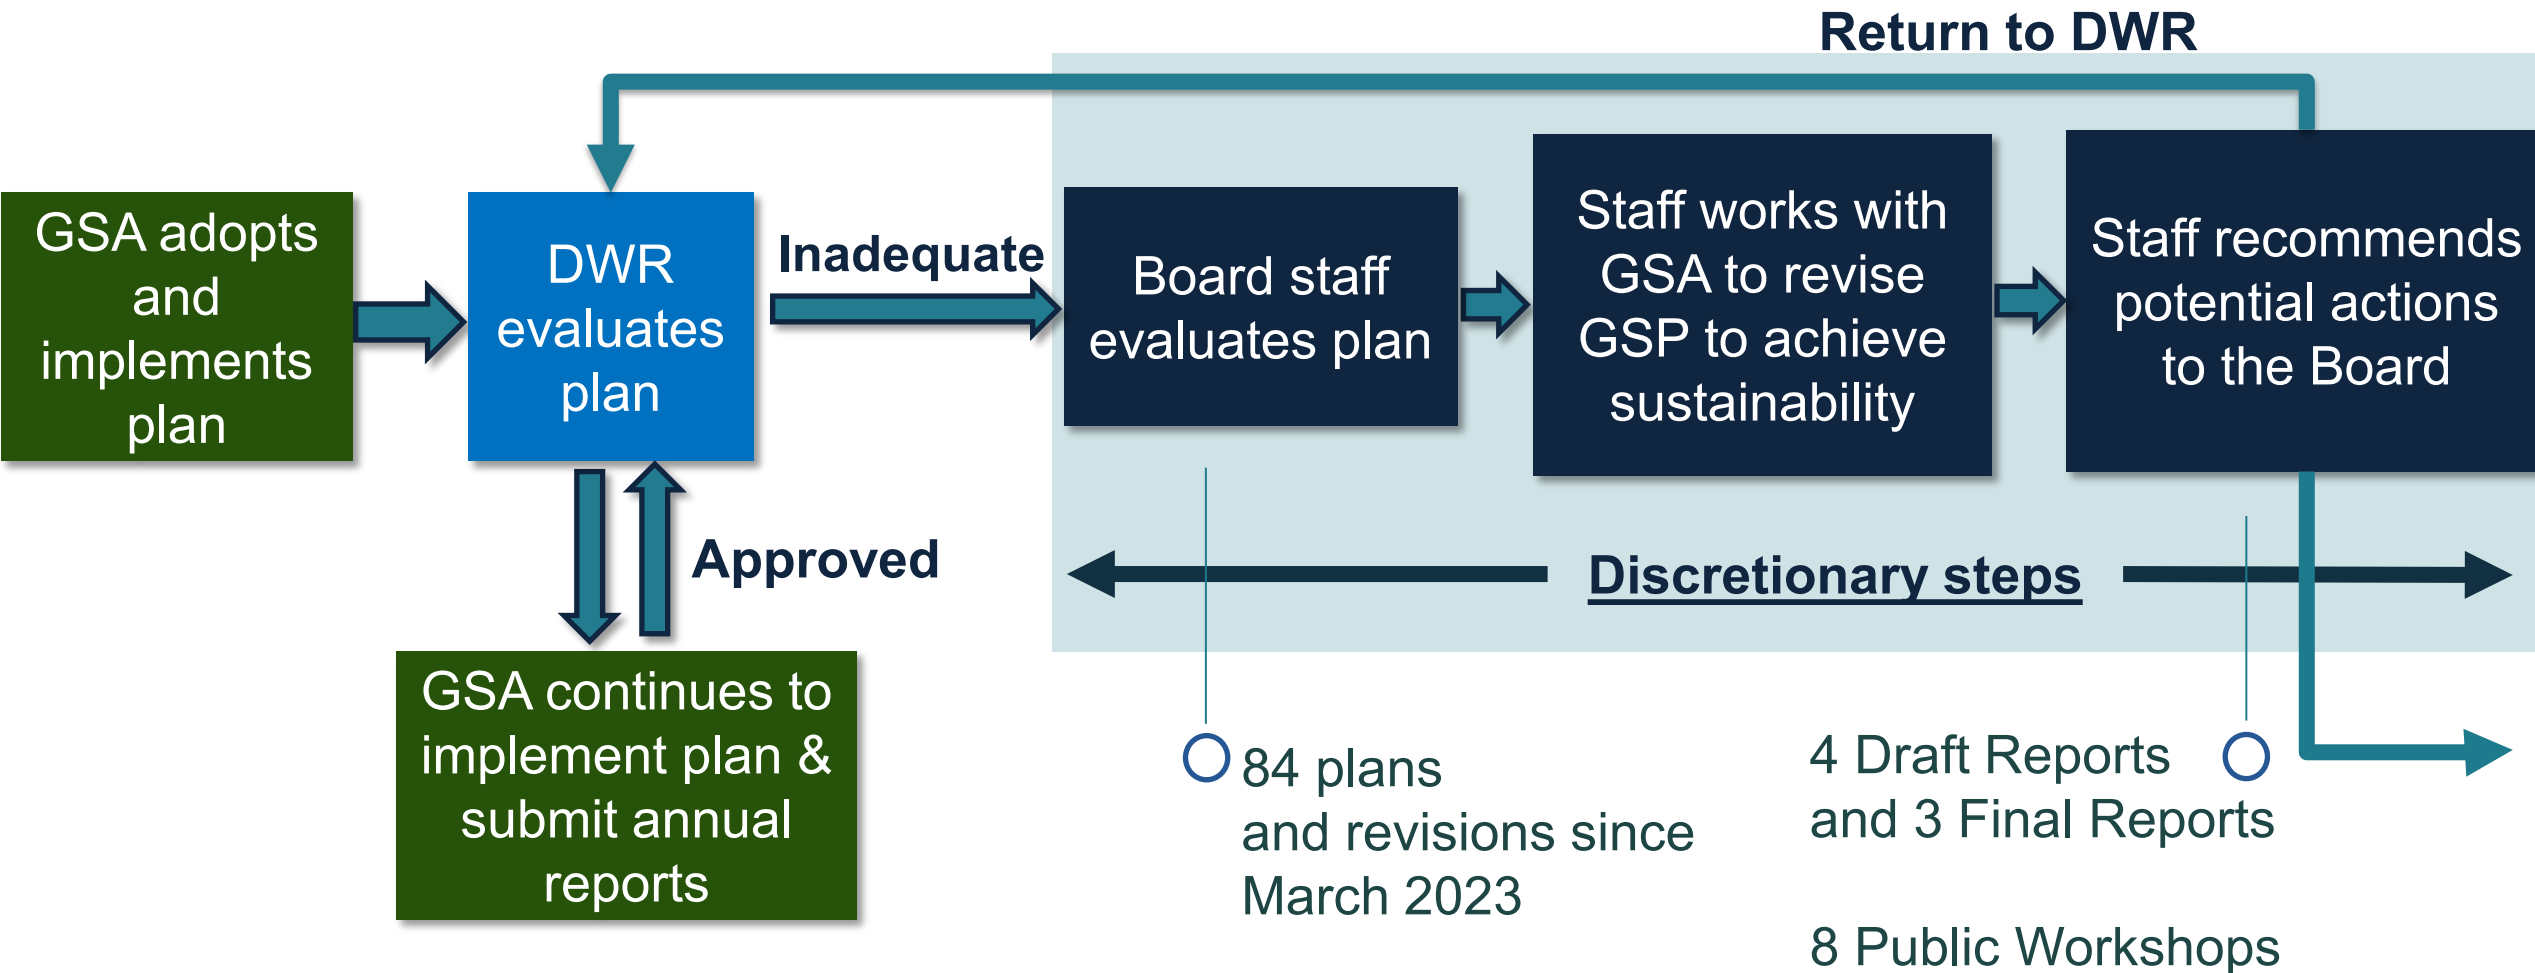 Return to DWR
GSA adopts
and
implements
plan
DWR
evaluates
plan
Inadequate
Board staff
evaluates plan
Staff works with
GSA to revise
GSP to achieve
sustainability
Staff recommends
potential actions
to the Board
Approved
Discretionary steps
GSA continues to
implement plan &
submit annual
reports
84 plans
and revisions since
March 2023
4 Draft Reports
and 3 Final Reports
8 Public Workshops